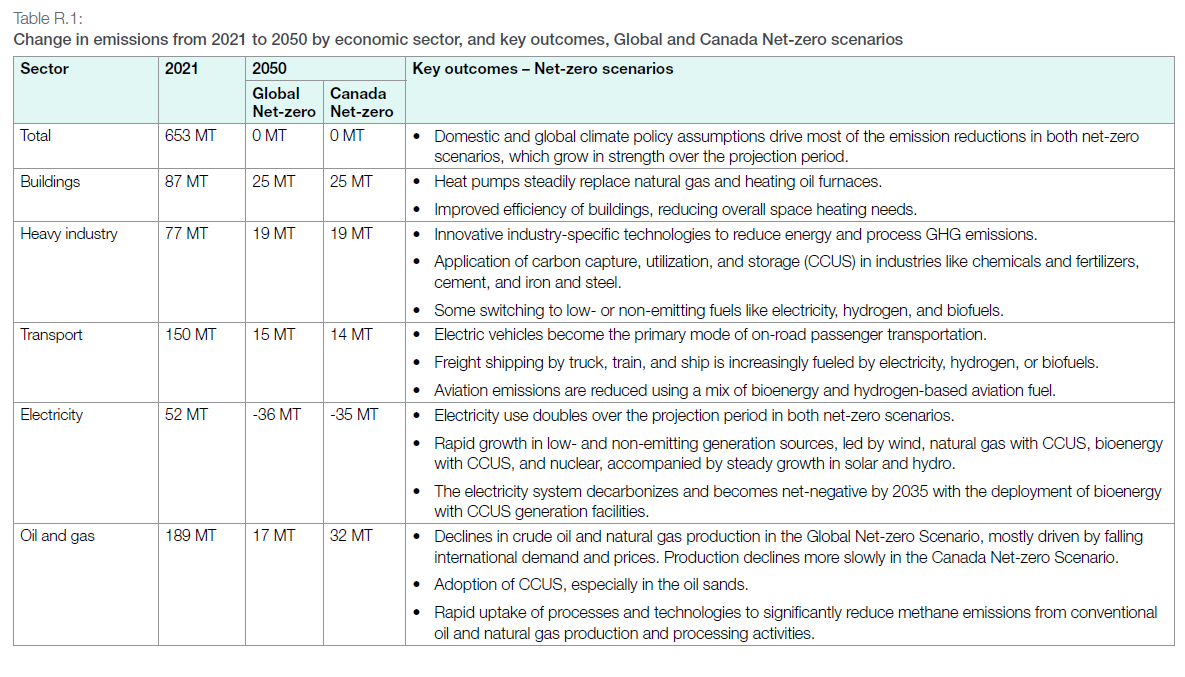 Table R.1:
Change in emissions from 2021 to 2050 by economic sector, and key outcomes, Global and Canada Net-zero scenarios
Sector 2021 2050 Key outcomes – Net-zero scenarios
Global Net-zero Canada Net-zero
Total 653 MT 0 MT 0 MT • Domestic and global climate policy assumptions drive most of the emission reductions in both net-zero
scenarios, which grow in strength over the projection period.
Buildings 87 MT 25 MT 25 MT • Heat pumps steadily replace natural gas and heating oil furnaces.
• Improved efficiency of buildings, reducing overall space heating needs.
Heavy industry 77 MT 19 MT 19 MT • Innovative industry-specific technologies to reduce energy and process GHG emissions.
• Application of carbon capture, utilization, and storage (CCUS) in industries like chemicals and fertilizers,
cement, and iron and steel.
• Some switching to low- or non-emitting fuels like electricity, hydrogen, and biofuels.
Transport 150 MT 15 MT 14 MT • Electric vehicles become the primary mode of on-road passenger transportation.
• Freight shipping by truck, train, and ship is increasingly fueled by electricity, hydrogen, or biofuels.
• Aviation emissions are reduced using a mix of bioenergy and hydrogen-based aviation fuel.
Electricity 52 MT -36 MT -35 MT • Electricity use doubles over the projection period in both net-zero scenarios.
• Rapid growth in low- and non-emitting generation sources, led by wind, natural gas with CCUS, bioenergy
with CCUS, and nuclear, accompanied by steady growth in solar and hydro.
• The electricity system decarbonizes and becomes net-negative by 2035 with the deployment of bioenergy
with CCUS generation facilities.
Oil and gas 189 MT 17 MT 32 MT • Declines in crude oil and natural gas production in the Global Net-zero Scenario, mostly driven by falling
international demand and prices. Production declines more slowly in the Canada Net-zero Scenario.
• Adoption of CCUS, especially in the oil sands.
• Rapid uptake of processes and technologies to significantly reduce methane emissions from conventional
oil and natural gas production and processing activities.